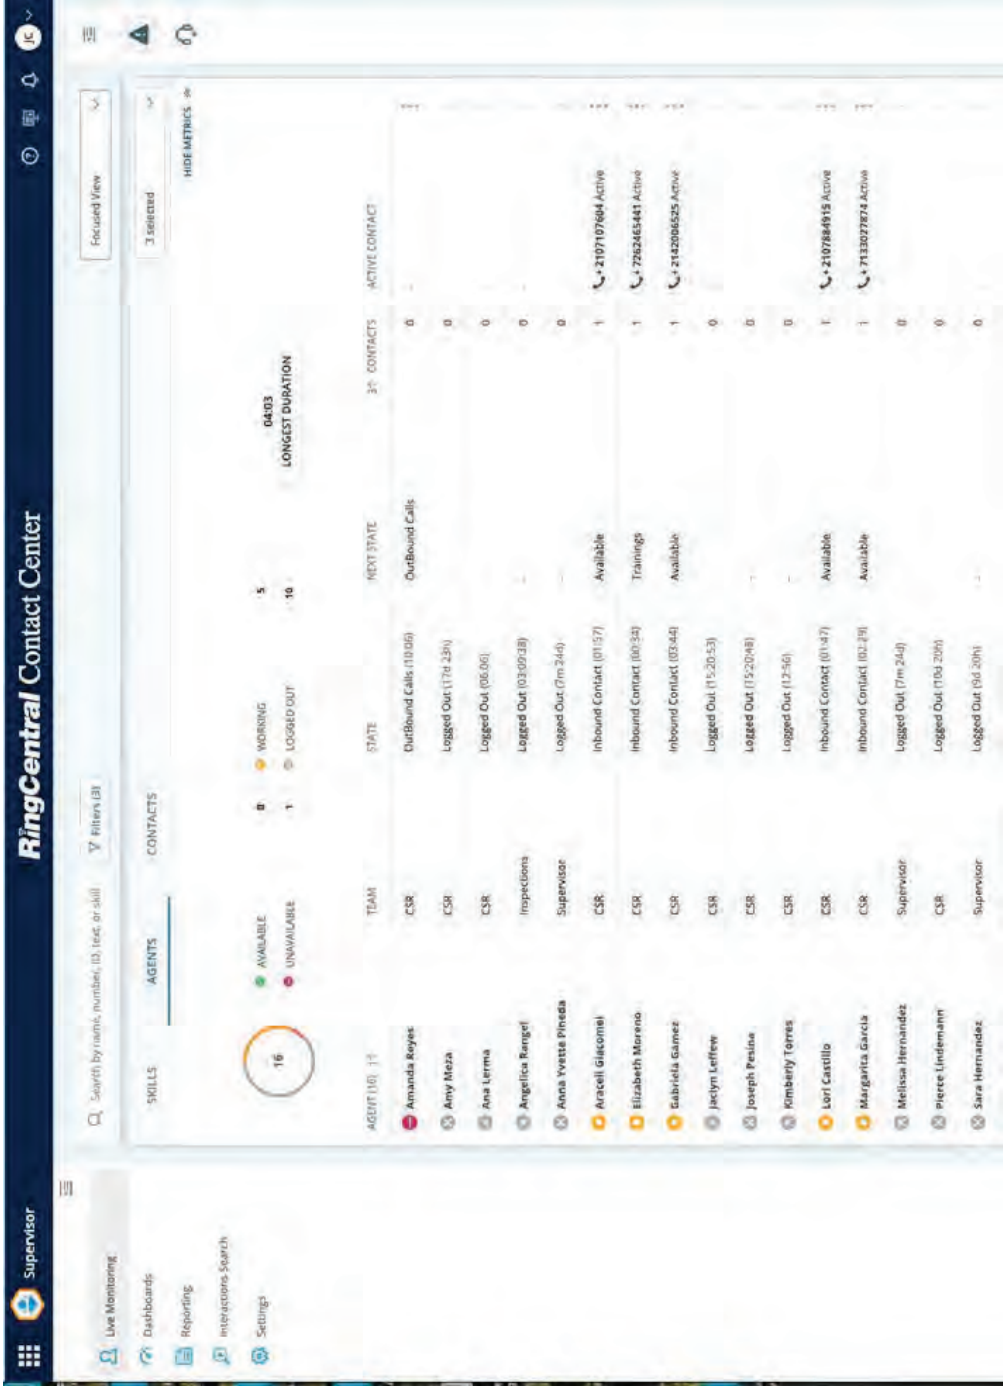 Supervisor RingCentral Contact Center JC
Live Monitoring
Dashboards
Reporting
Interactions Search
Settings
Search by name, number, ID, text, or skill Filters (3) Focused View
SKILLS AGENTS CONTACTS 3 selected
HIDE METRICS
16
AVAILABLE 0 WORKING 5 04:03
UNAVAILABLE 1 LOGGED OUT 10 LONGEST DURATION
AGENT (16) 1↑ TEAM STATE NEXT STATE 3↑ CONTACTS ACTIVE CONTACT
Amanda Reyes CSR OutBound Calls (10:06) OutBound Calls 0 -
Amy Meza CSR Logged Out (17d 23h) 0
Ana Lerma CSR Logged Out (06:06) 0
Angelica Rangel Inspections Logged Out (03:09:38) - 0 -
Anna Yvette Pineda Supervisor Logged Out (7m 24d) - 0
Araceli Giacomel CSR Inbound Contact (01:57) Available 1 + 2107107604 Active
Elizabeth Moreno CSR Inbound Contact (00:34) Trainings 1 + 7262465441 Active
Gabriela Gamez CSR Inbound Contact (03:44) Available 1 + 2142006525 Active
Jaclyn Leffew CSR Logged Out (15:20:53) 0
Joseph Pesina CSR Logged Out (15:20:48) - 0
Kimberly Torres CSR Logged Out (12:56) - 0
Lori Castillo CSR Inbound Contact (01:47) Available 1 + 2107884915 Active
Margarita Garcia CSR Inbound Contact (02:29) Available 1 + 7133027874 Active
Melissa Hernandez Supervisor Logged Out (7m 24d) 0
Pierce Lindemann CSR Logged Out (10d 20h) 0
Sara Hernandez Supervisor Logged Out (9d 20h) - 0